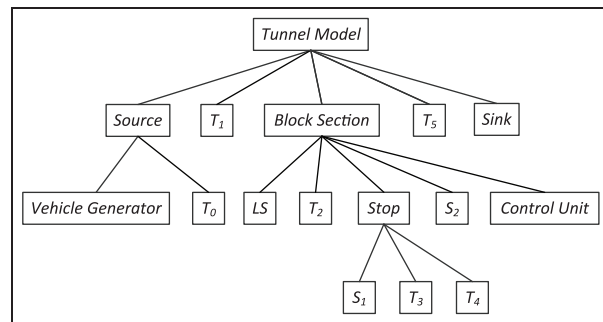 Tunnel Model
Source
T₁
Block Section
T₅
Sink
Vehicle Generator
T₀
LS
T₂
Stop
S₂
Control Unit
S₁
T₃
T₄